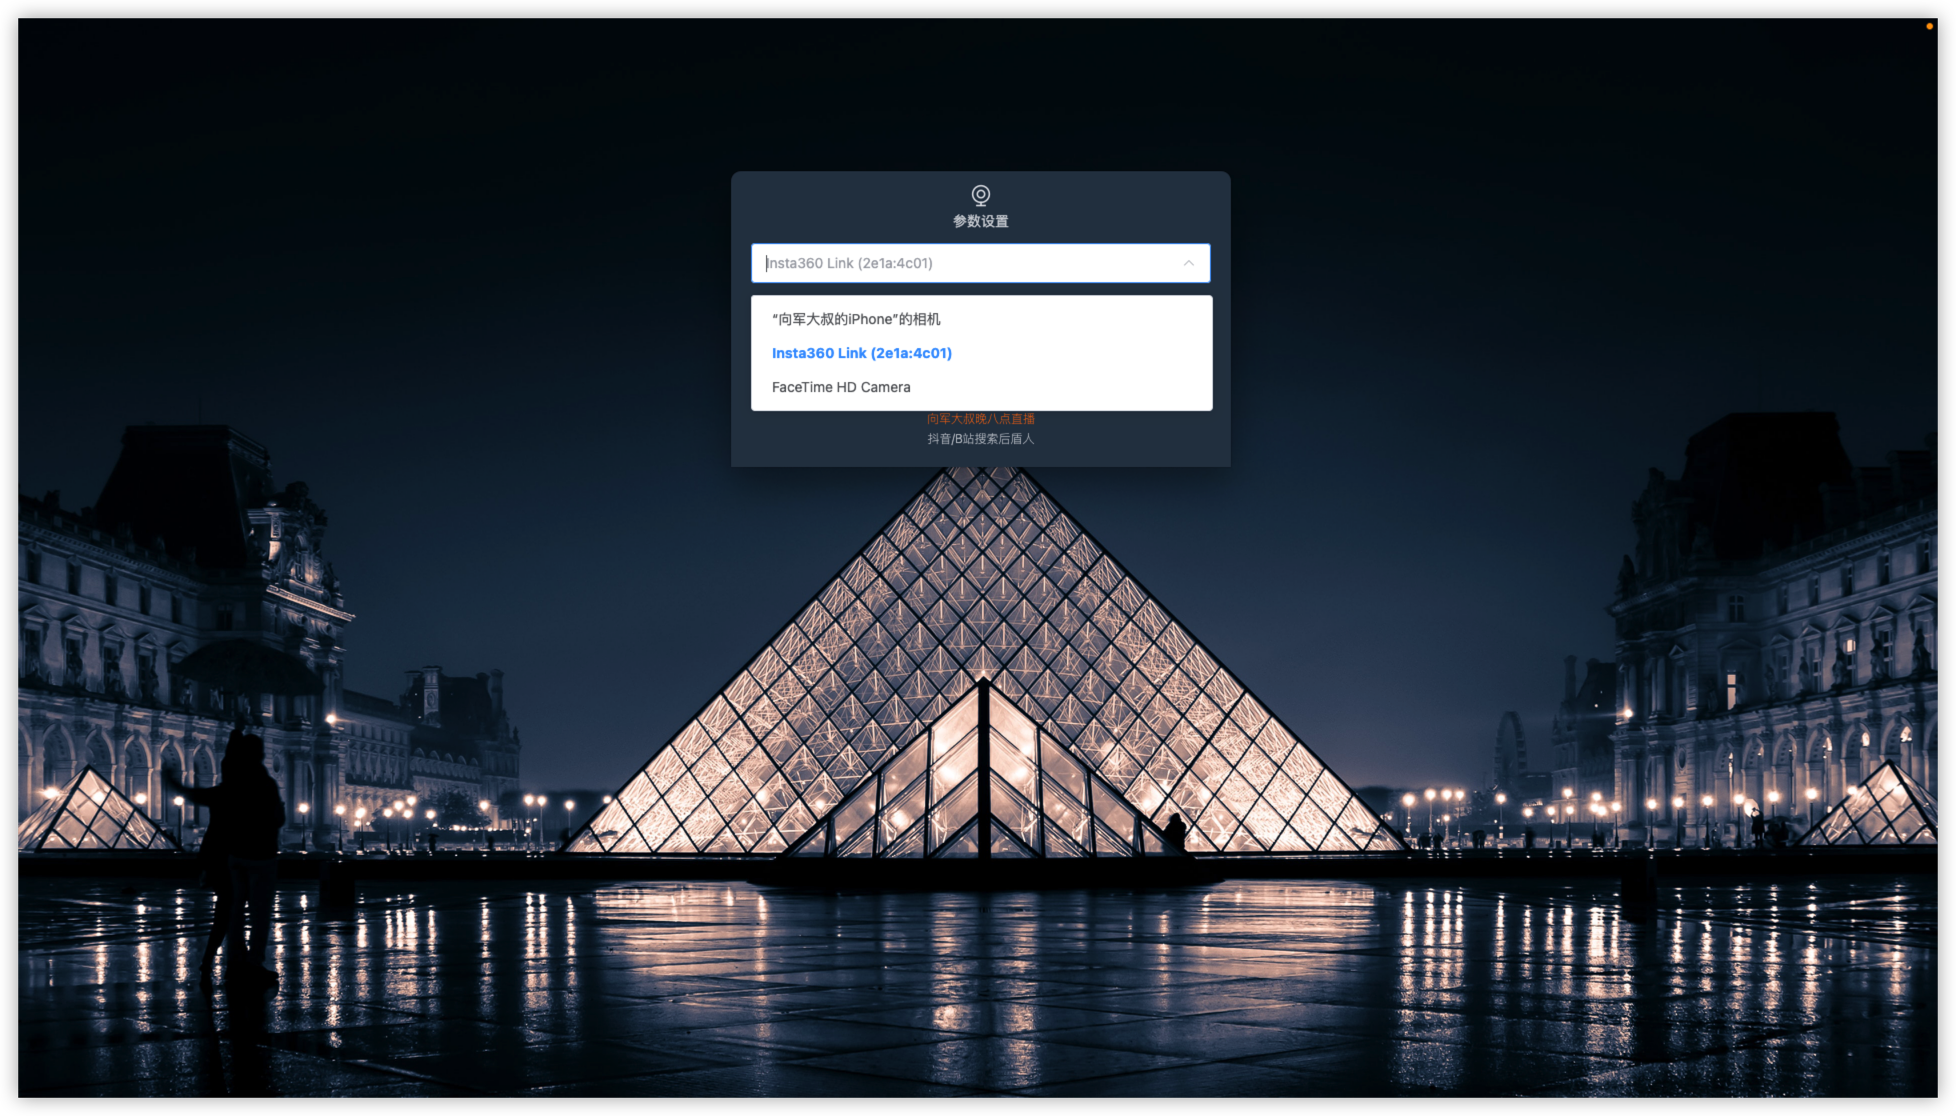 参数设置
Insta360 Link (2e1a:4c01)
“向军大叔的iPhone”的相机
Insta360 Link (2e1a:4c01)
FaceTime HD Camera
向军大叔晚八点直播
抖音/B站搜索后盾人